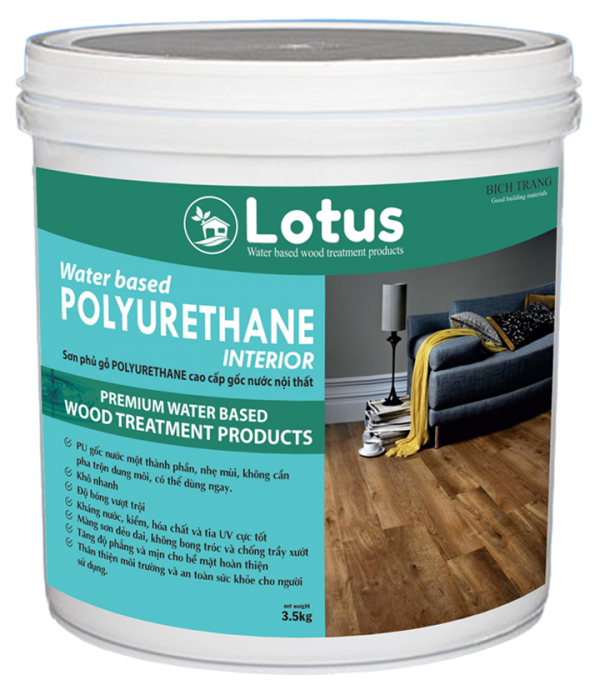 BICH TRANG
Good building materials
Lotus
Water based wood treatment products
Water based
POLYURETHANE
INTERIOR
Sơn phủ gỗ POLYURETHANE cao cấp gốc nước nội thất
PREMIUM WATER BASED
WOOD TREATMENT PRODUCTS
PU gốc nước một thành phần, nhẹ mùi, không cần
pha trộn dung môi, có thể dùng ngay.
Khô nhanh
Độ bóng vượt trội
Kháng nước, kiềm, hóa chất và tia UV cực tốt
Màng sơn dẻo dai, không bong tróc và chống trầy xướt
Tăng độ phẳng và mịn cho bề mặt hoàn thiện
Thân thiện môi trường và an toàn sức khỏe cho người
sử dụng.
net weight
3.5kg